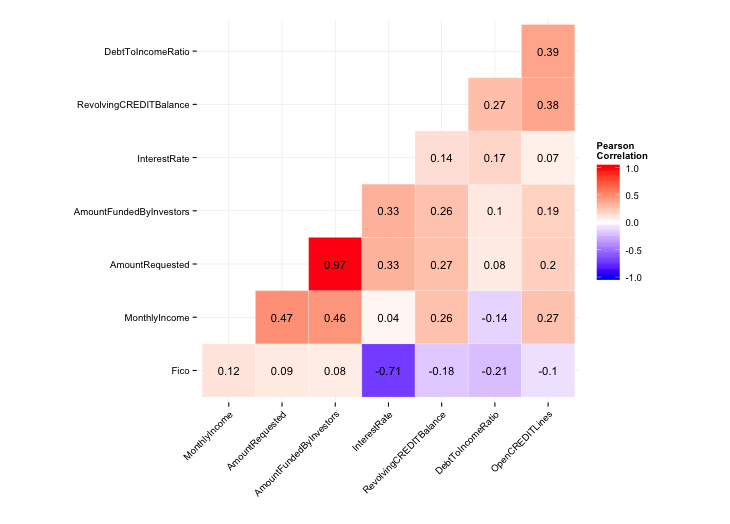 DebtToIncomeRatio
0.39
RevolvingCREDITBalance
0.27 0.38
InterestRate
0.14 0.17 0.07
AmountFundedByInvestors
0.33 0.26 0.1 0.19
AmountRequested
0.97 0.33 0.27 0.08 0.2
MonthlyIncome
0.47 0.46 0.04 0.26 -0.14 0.27
Fico
0.12 0.09 0.08 -0.71 -0.18 -0.21 -0.1
MonthlyIncome
AmountRequested
AmountFundedByInvestors
InterestRate
RevolvingCREDITBalance
DebtToIncomeRatio
OpenCREDITLines
Pearson
Correlation
1.0
0.5
0.0
-0.5
-1.0